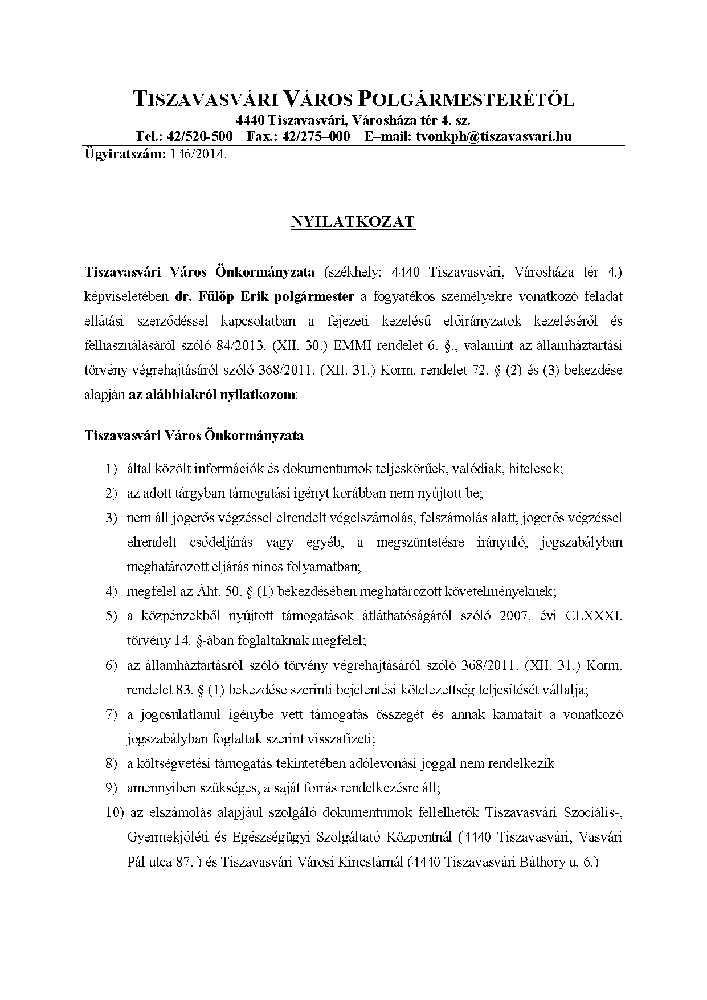 TISZAVASVÁRI VÁROS POLGÁRMESTERÉTŐL
4440 Tiszavasvári, Városháza tér 4. sz.
Tel.: 42/520-500 Fax.: 42/275–000 E–mail: tvonkph@tiszavasvari.hu
Ügyiratszám: 146/2014.
NYILATKOZAT
Tiszavasvári Város Önkormányzata (székhely: 4440 Tiszavasvári, Városháza tér 4.)
képviseletében dr. Fülöp Erik polgármester a fogyatékos személyekre vonatkozó feladat
ellátási szerződéssel kapcsolatban a fejezeti kezelésű előirányzatok kezeléséről és
felhasználásáról szóló 84/2013. (XII. 30.) EMMI rendelet 6. §., valamint az államháztartási
törvény végrehajtásáról szóló 368/2011. (XII. 31.) Korm. rendelet 72. § (2) és (3) bekezdése
alapján az alábbiakról nyilatkozom:
Tiszavasvári Város Önkormányzata
1) által közölt információk és dokumentumok teljeskörűek, valódiak, hitelesek;
2) az adott tárgyban támogatási igényt korábban nem nyújtott be;
3) nem áll jogerős végzéssel elrendelt végelszámolás, felszámolás alatt, jogerős végzéssel
elrendelt csődeljárás vagy egyéb, a megszüntetésre irányuló, jogszabályban
meghatározott eljárás nincs folyamatban;
4) megfelel az Áht. 50. § (1) bekezdésében meghatározott követelményeknek;
5) a közpénzekből nyújtott támogatások átláthatóságáról szóló 2007. évi CLXXXI.
törvény 14. §-ában foglaltaknak megfelel;
6) az államháztartásról szóló törvény végrehajtásáról szóló 368/2011. (XII. 31.) Korm.
rendelet 83. § (1) bekezdése szerinti bejelentési kötelezettség teljesítését vállalja;
7) a jogosulatlanul igénybe vett támogatás összegét és annak kamatait a vonatkozó
jogszabályban foglaltak szerint visszafizeti;
8) a költségvetési támogatás tekintetében adólevonási joggal nem rendelkezik
9) amennyiben szükséges, a saját forrás rendelkezésre áll;
10) az elszámolás alapjául szolgáló dokumentumok fellelhetők Tiszavasvári Szociális-,
Gyermekjóléti és Egészségügyi Szolgáltató Központnál (4440 Tiszavasvári, Vasvári
Pál utca 87. ) és Tiszavasvári Városi Kincstárnál (4440 Tiszavasvári Báthory u. 6.)